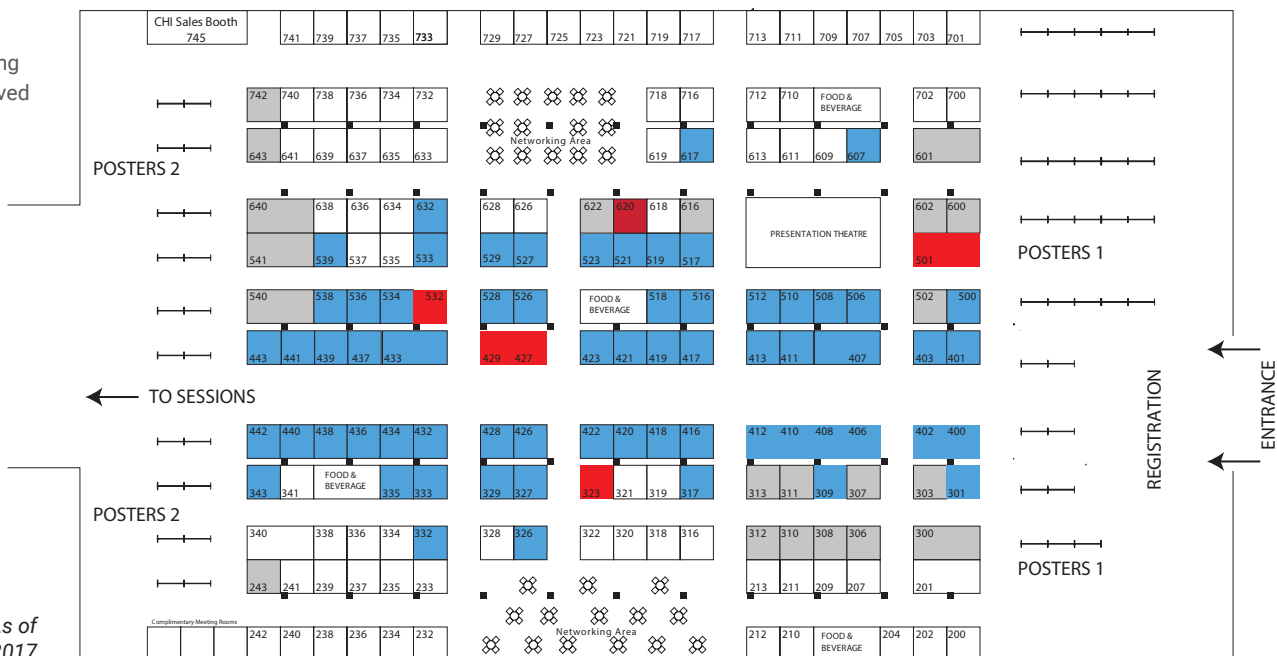 CHI Sales Booth
745 741 739 737 735 733 729 727 725 723 721 719 717 713 711 709 707 705 703 701
ng
ved
742 740 738 736 734 732 718 716 712 710 FOOD & 702 700
BEVERAGE
Networking Area
643 641 639 637 635 633 619 617 613 611 609 607 601
POSTERS 2
640 638 636 634 632 628 626 622 620 618 616 602 600
PRESENTATION THEATRE
541 539 537 535 533 529 527 523 521 519 517 501
POSTERS 1
540 538 536 534 532 528 526 FOOD & 518 516 512 510 508 506 502 500
BEVERAGE
443 441 439 437 433 429 427 423 421 419 417 413 411 407 403 401
ENTRANCE
REGISTRATION
TO SESSIONS
442 440 438 436 434 432 428 426 422 420 418 416 412 410 408 406 402 400
343 341 FOOD & 335 333 329 327 323 321 319 317 313 311 309 307 303 301
BEVERAGE
POSTERS 2
340 338 336 334 332 328 326 322 320 318 316 312 310 308 306 300
POSTERS 1
243 241 239 237 235 233 213 211 209 207 201
Complimentary Meeting Rooms
s of
2017
242 240 238 236 234 232 Networking Area 212 210 FOOD & 204 202 200
BEVERAGE